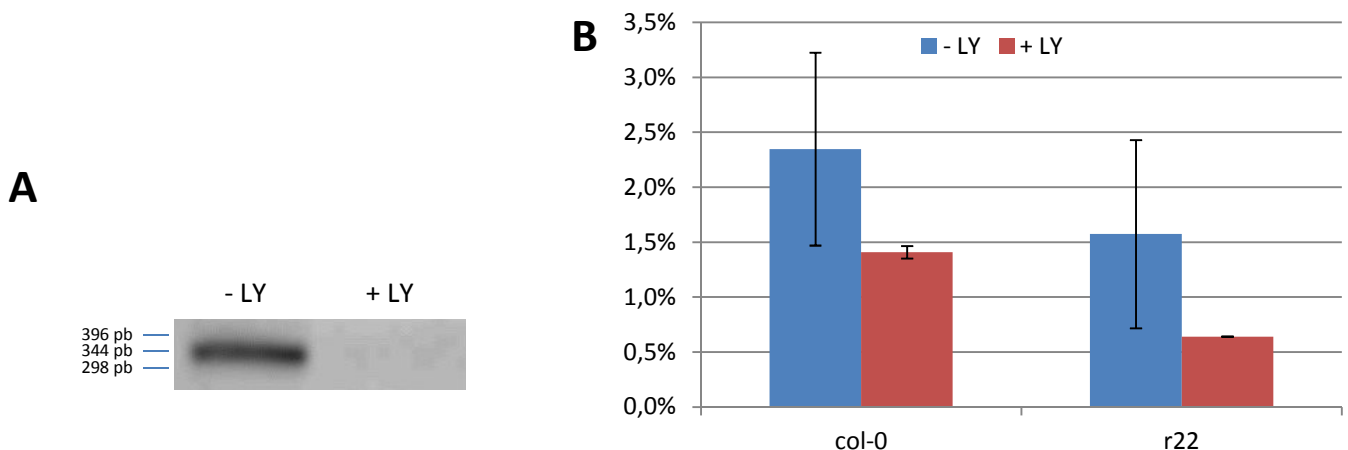 A
- LY + LY
396 pb
344 pb
298 pb
B
- LY + LY
3,5%
3,0%
2,5%
2,0%
1,5%
1,0%
0,5%
0,0%
col-0 r22